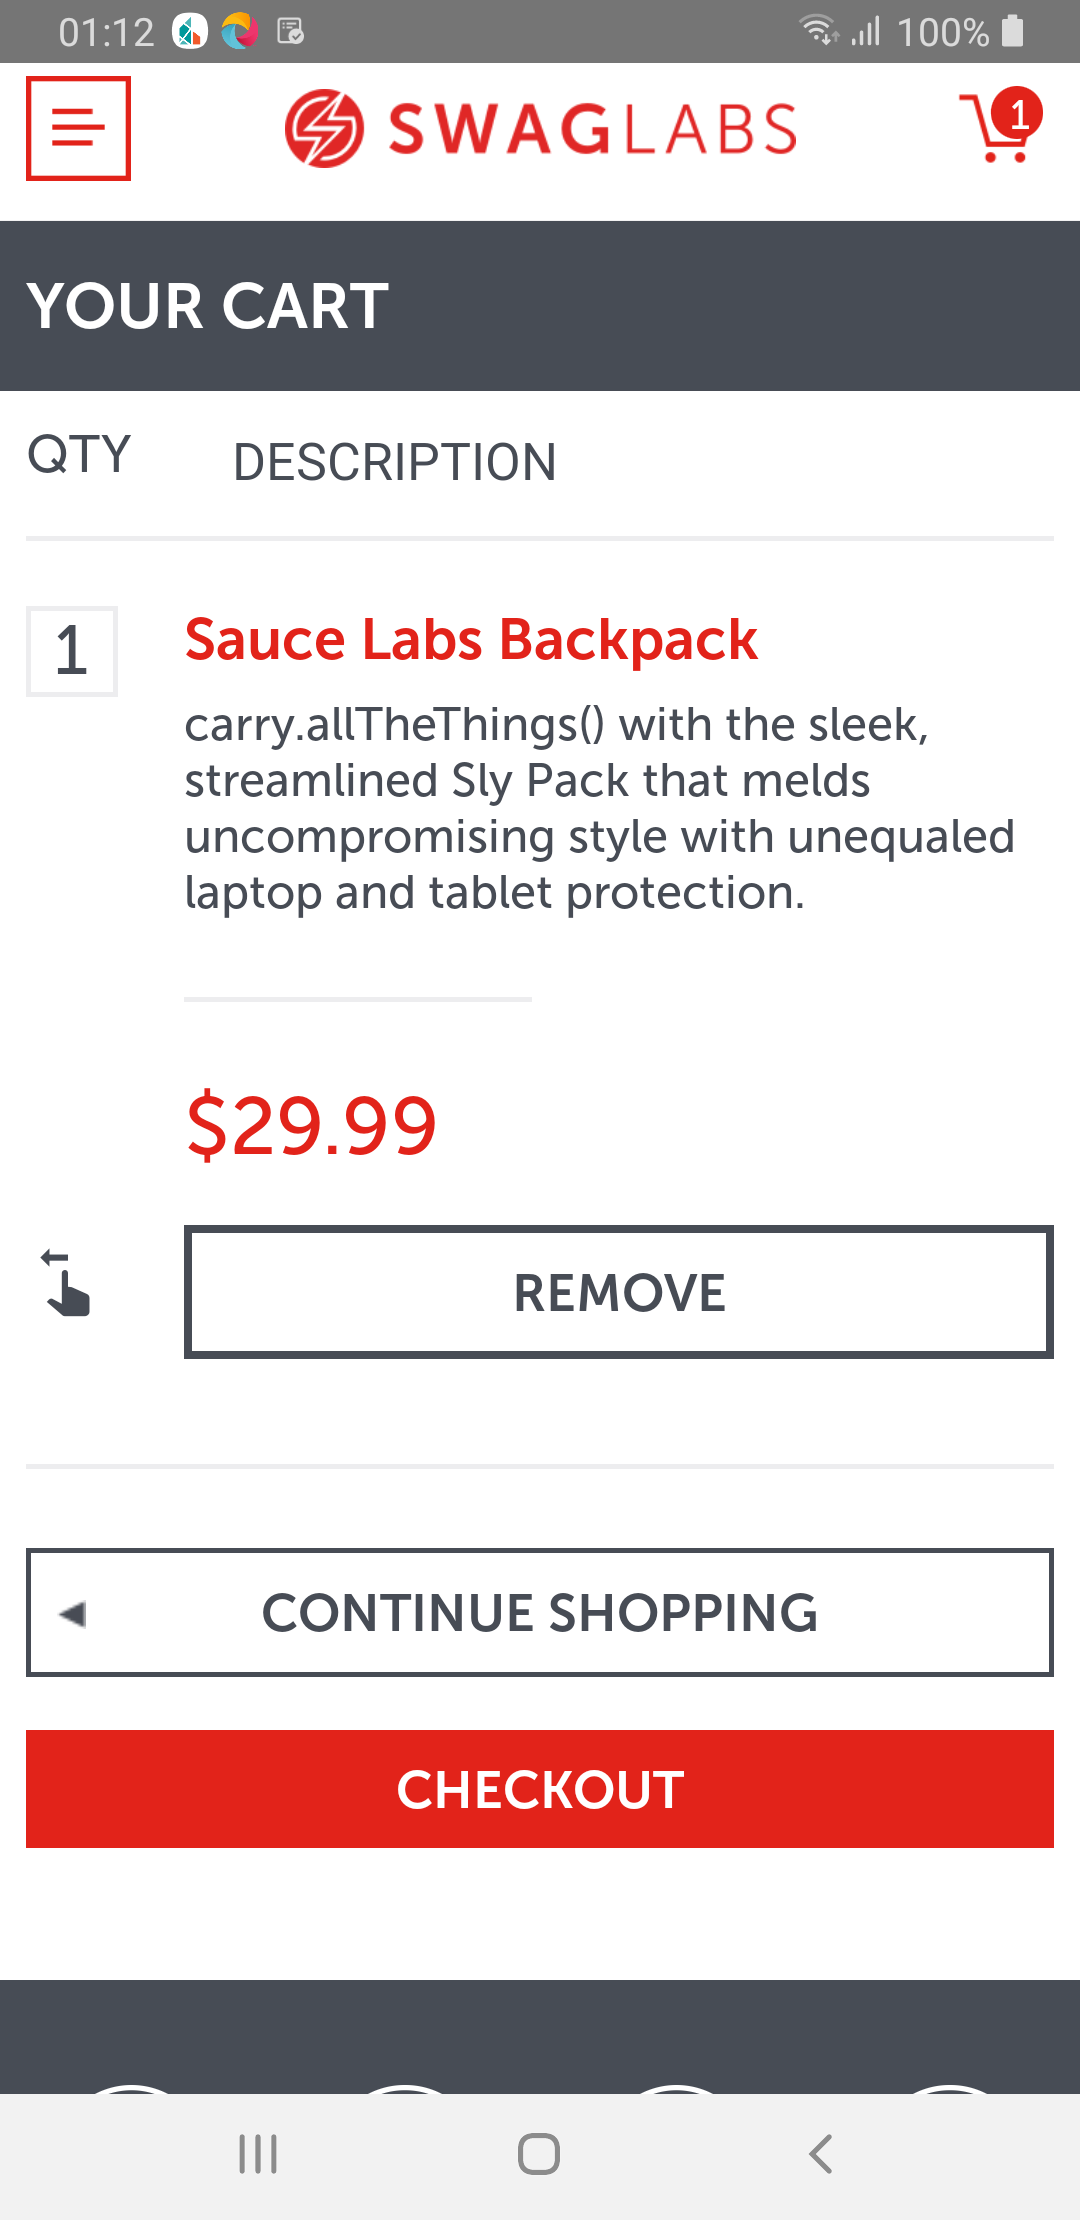 01:12
100%
SWAGLABS
1
YOUR CART
QTY DESCRIPTION
1
Sauce Labs Backpack
carry.allTheThings() with the sleek,
streamlined Sly Pack that melds
uncompromising style with unequaled
laptop and tablet protection.
$29.99
REMOVE
CONTINUE SHOPPING
CHECKOUT